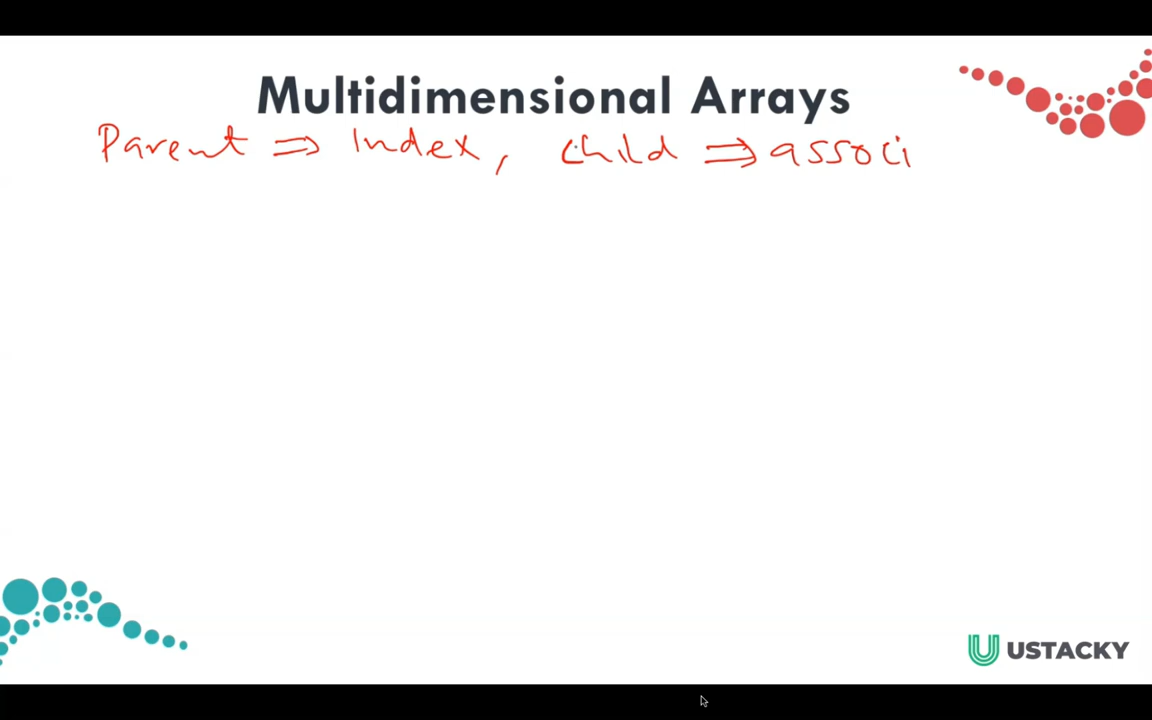 Multidimensional Arrays
Parent => Index, child => associ
USTACKY